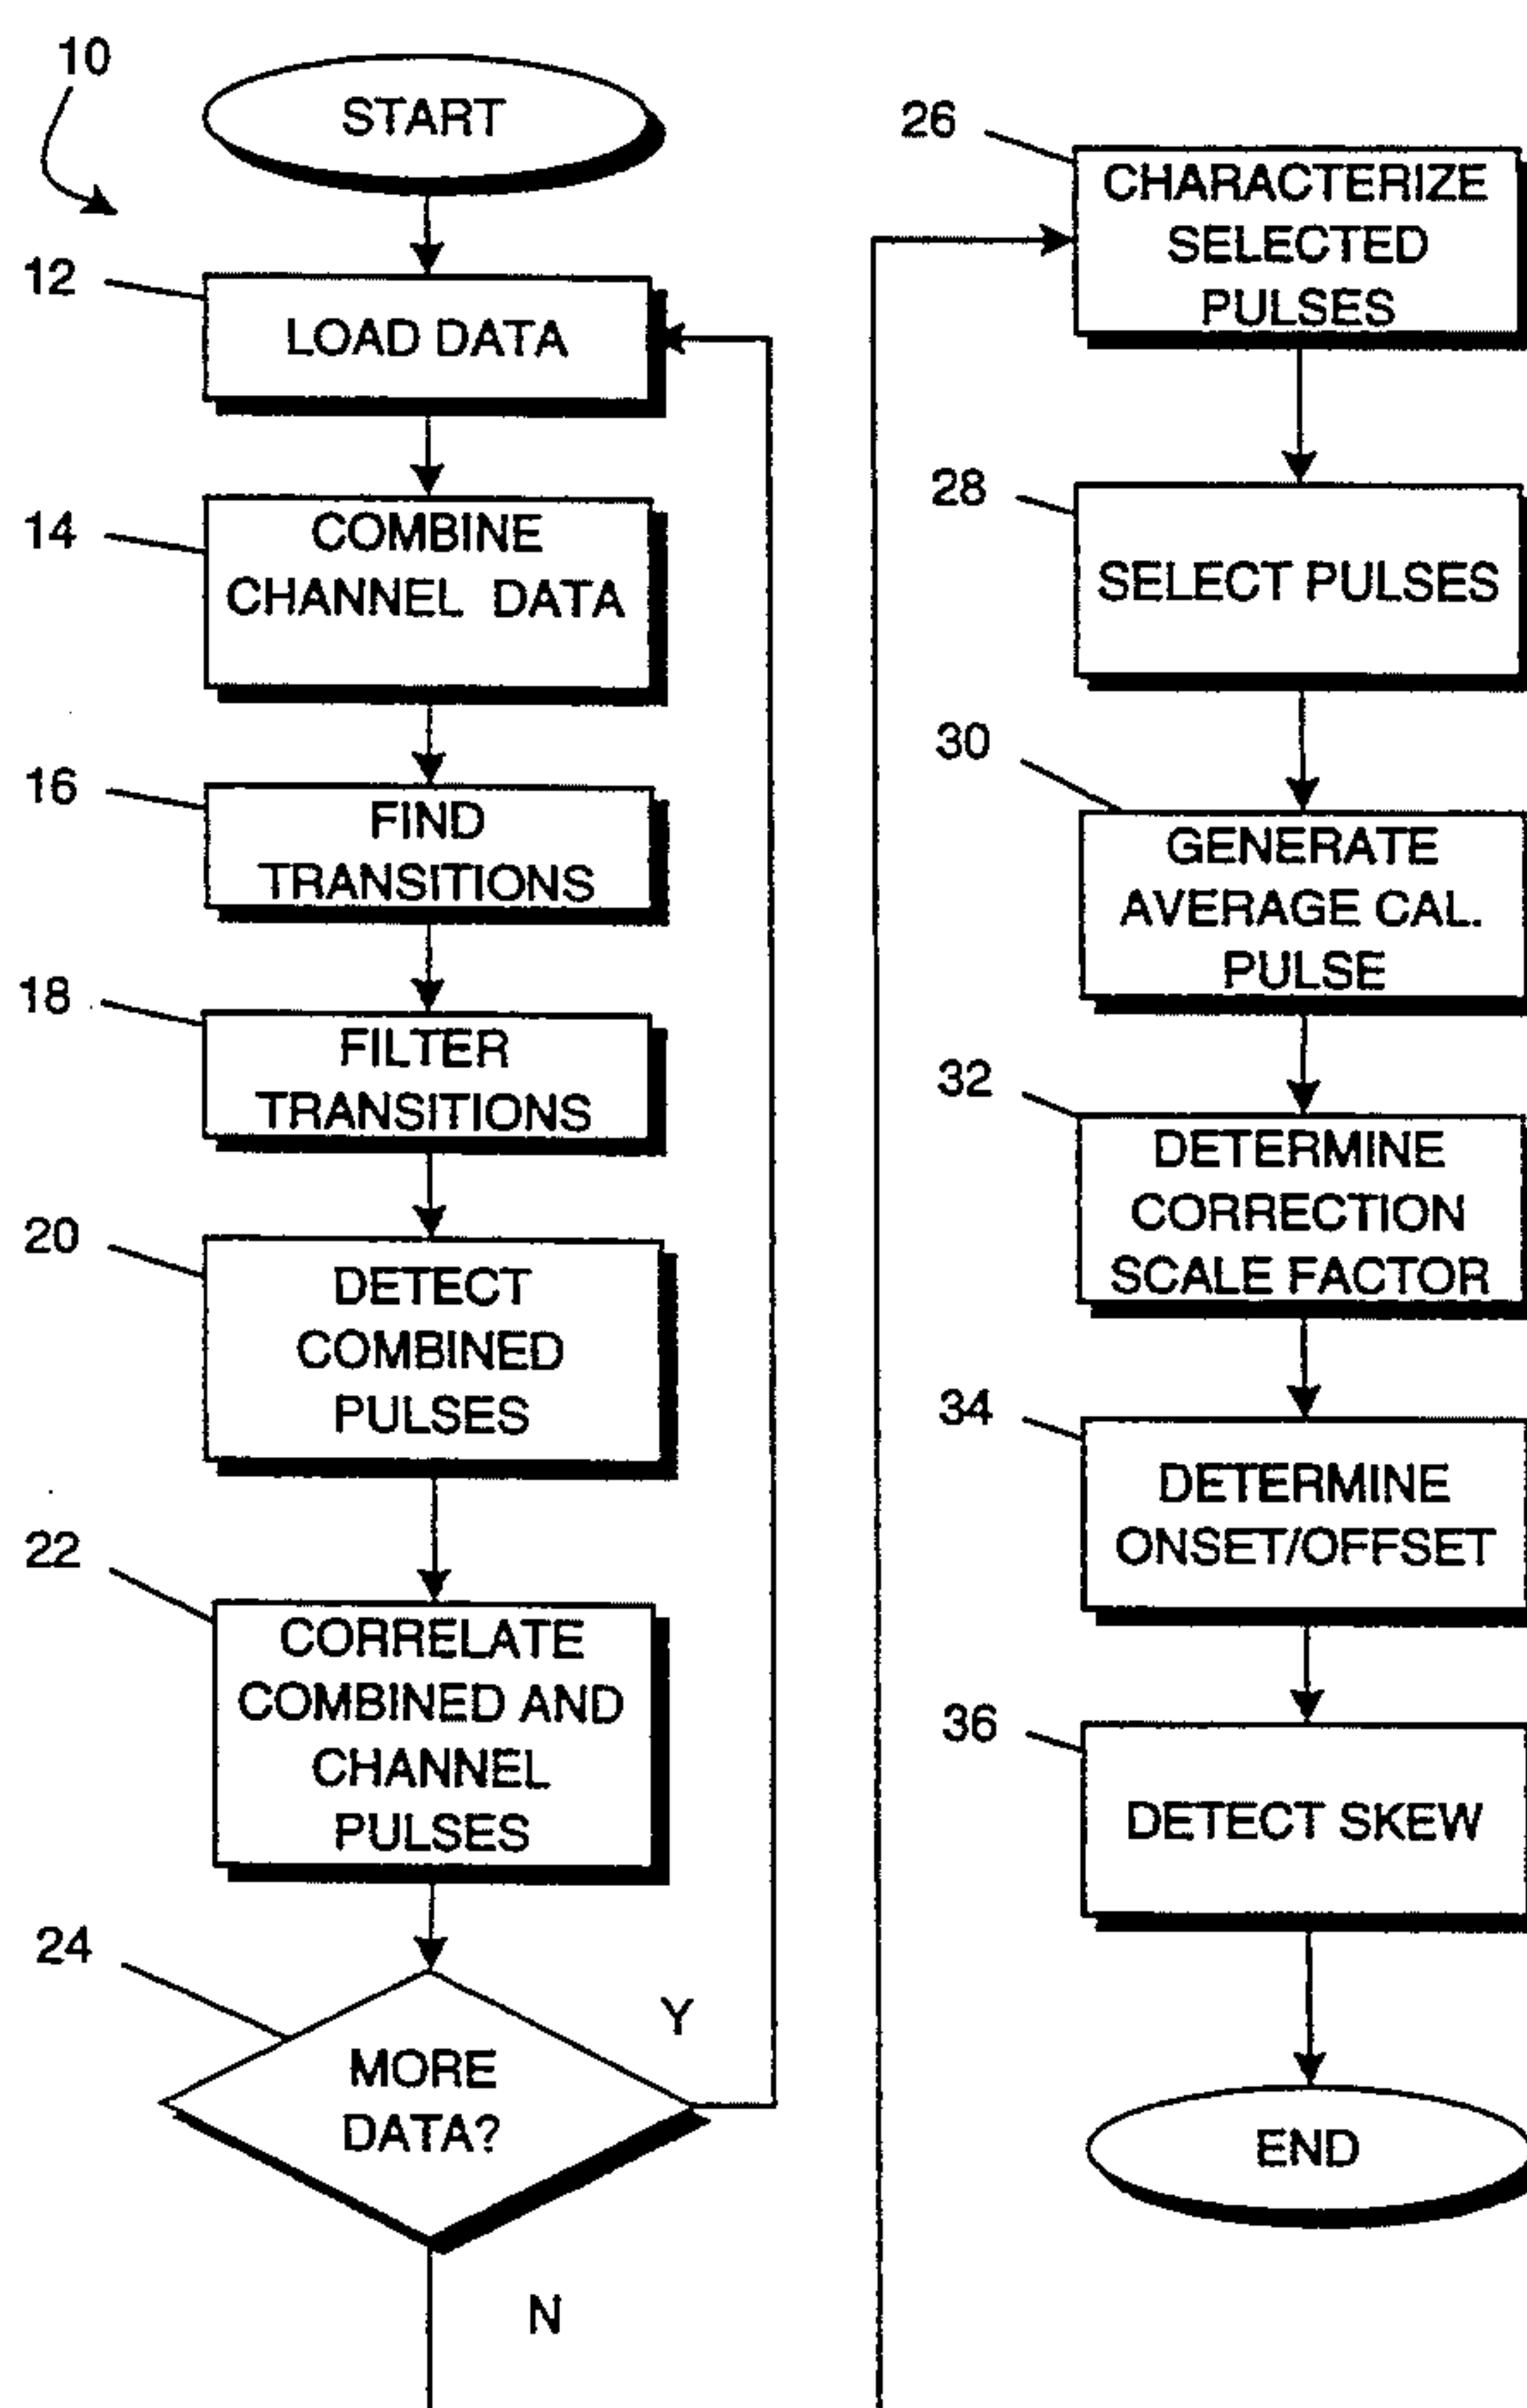 10
START
12
LOAD DATA
14
COMBINE
CHANNEL DATA
16
FIND
TRANSITIONS
18
FILTER
TRANSITIONS
20
DETECT
COMBINED
PULSES
22
CORRELATE
COMBINED AND
CHANNEL
PULSES
24
MORE
DATA?
Y
N
26
CHARACTERIZE
SELECTED
PULSES
28
SELECT PULSES
30
GENERATE
AVERAGE CAL.
PULSE
32
DETERMINE
CORRECTION
SCALE FACTOR
34
DETERMINE
ONSET/OFFSET
36
DETECT SKEW
END